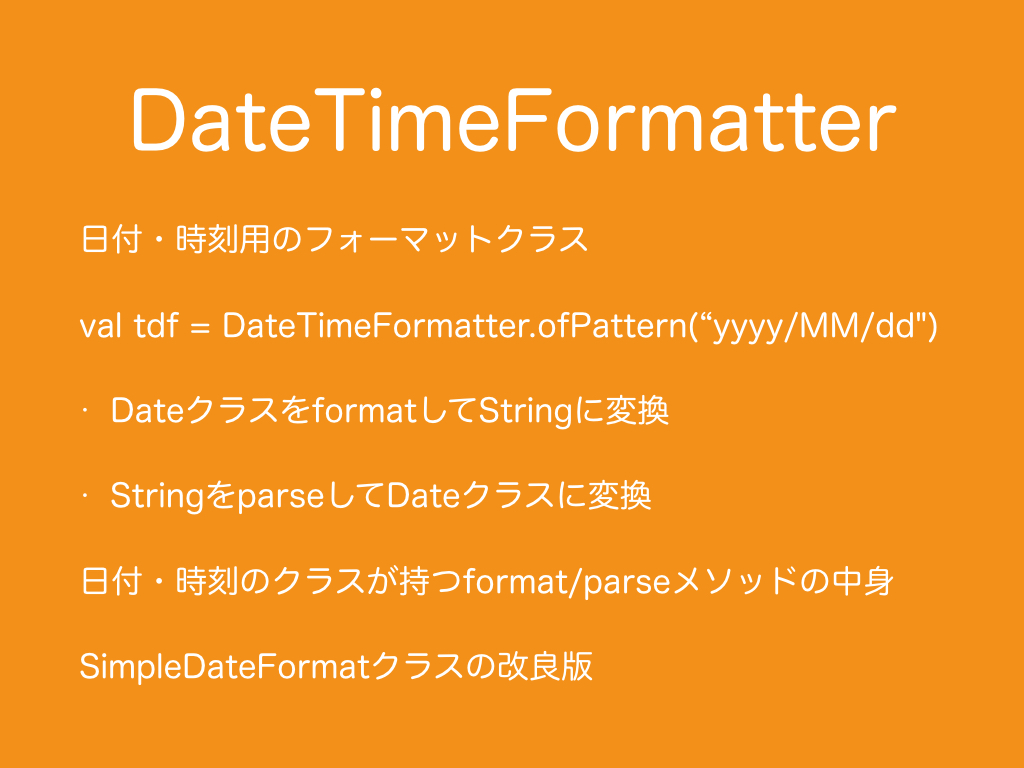 DateTimeFormatter
日付・時刻用のフォーマットクラス
val tdf = DateTimeFormatter.ofPattern(“yyyy/MM/dd")
· DateクラスをformatしてStringに変換
· StringをparseしてDateクラスに変換
日付・時刻のクラスが持つformat/parseメソッドの中身
SimpleDateFormatクラスの改良版